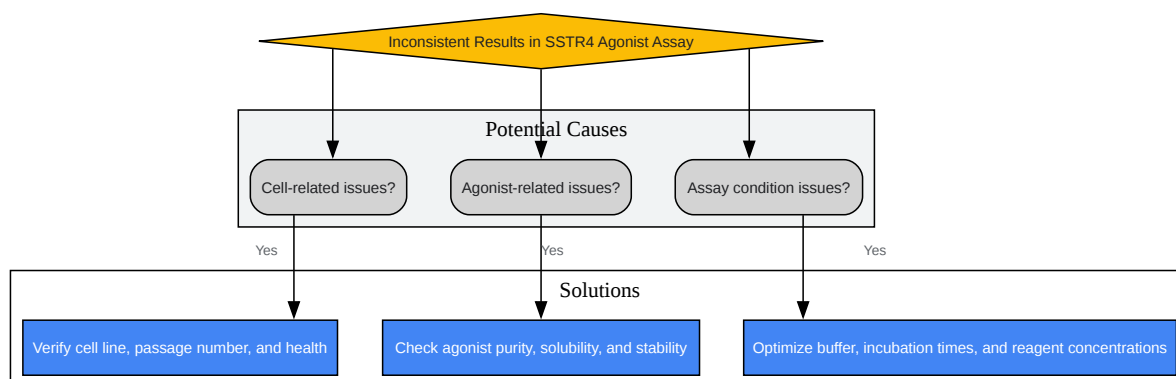 Inconsistent Results in SSTR4 Agonist Assay
Potential Causes
Cell-related issues?
Agonist-related issues?
Assay condition issues?
Yes
Yes
Yes
Solutions
Verify cell line, passage number, and health
Check agonist purity, solubility, and stability
Optimize buffer, incubation times, and reagent concentrations